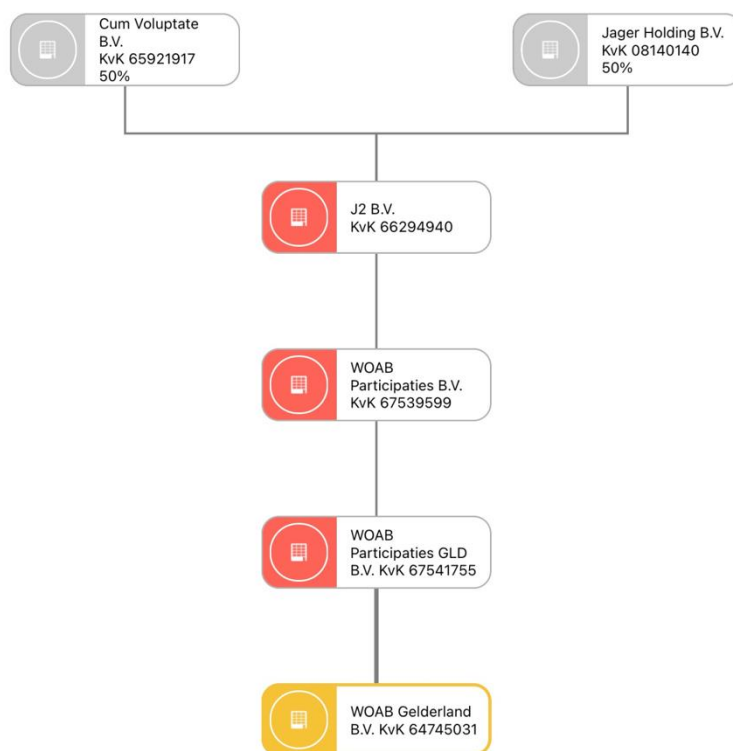 Cum Voluptate
B.V.
KvK 65921917
50%
Jager Holding B.V.
KvK 08140140
50%
J2 B.V.
KvK 66294940
WOAB
Participaties B.V.
KvK 67539599
WOAB
Participaties GLD
B.V. KvK 67541755
WOAB Gelderland
B.V. KvK 64745031